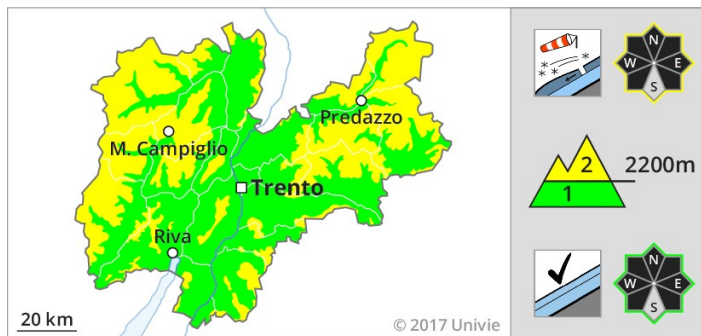 Predazzo
M. Campiglio
Trento
Riva
20 km
© 2017 Univie
N
W E
S
2 2200m
1
N
W E
S